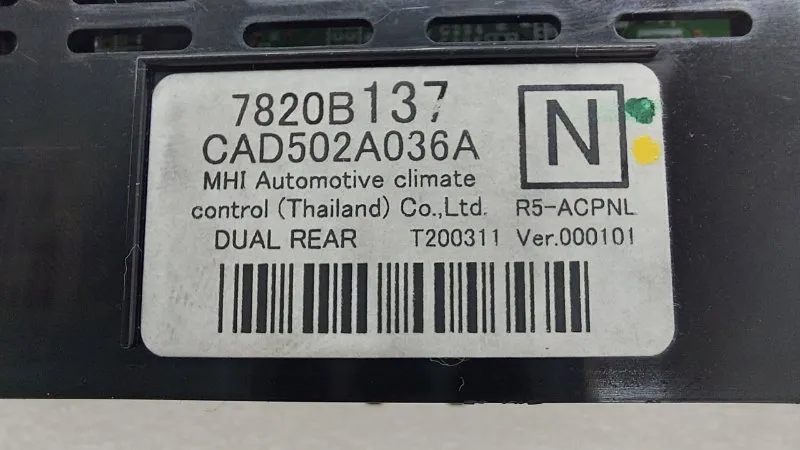 7820B137
CAD502A036A
N
MHI Automotive climate
control (Thailand) Co.,Ltd. R5-ACPNL
DUAL REAR T200311 Ver.000101